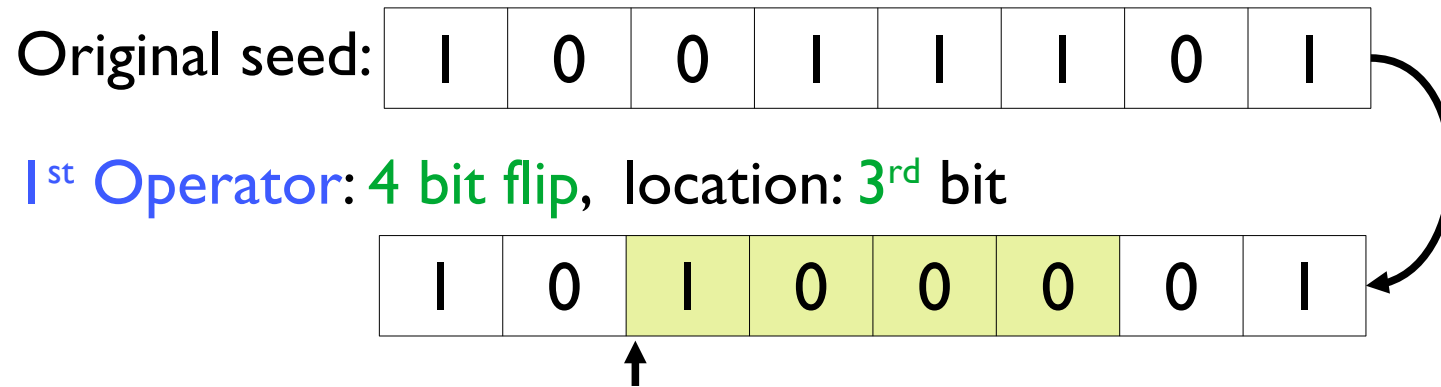 Original seed: 1 0 0 1 1 1 0 1
1st Operator: 4 bit flip, location: 3rd bit
1 0 1 0 0 0 0 1